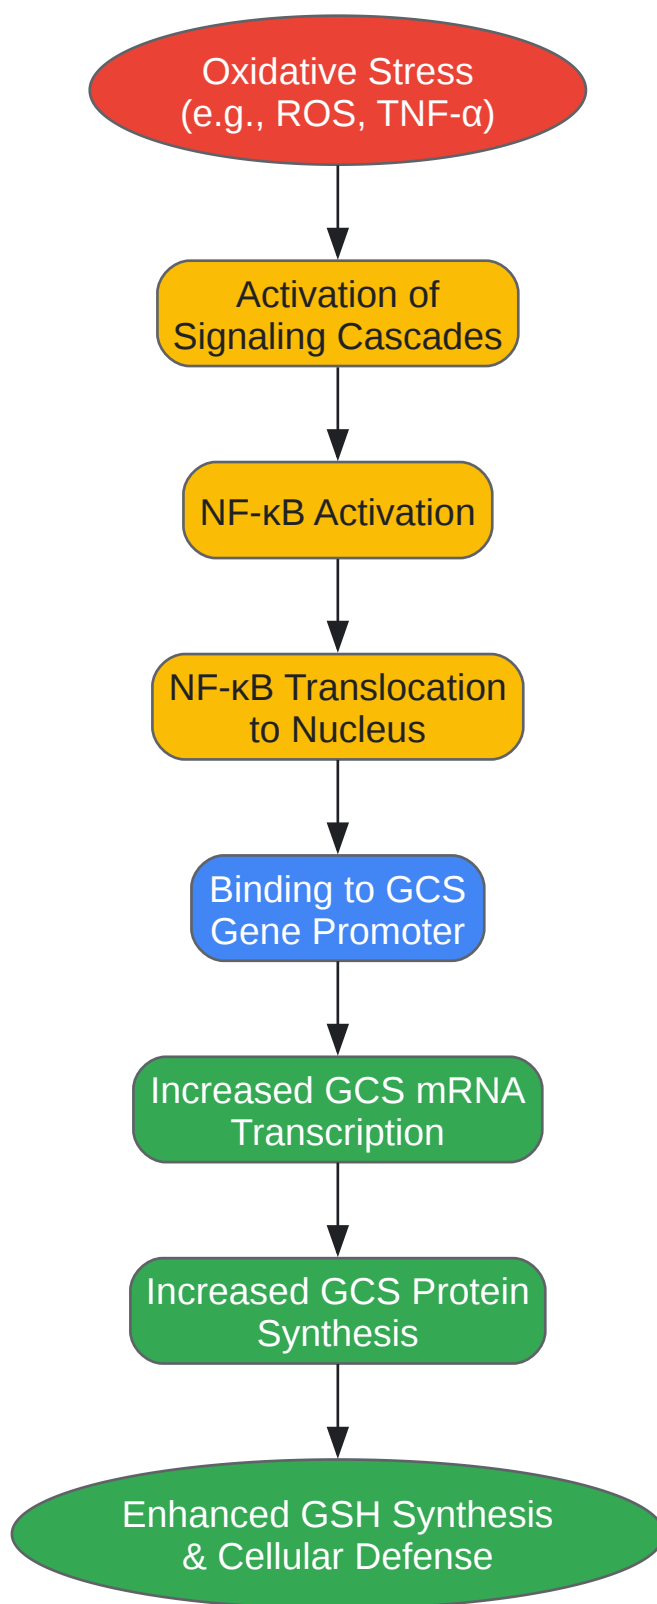 Oxidative Stress
(e.g., ROS, TNF-α)
Activation of
Signaling Cascades
NF-κB Activation
NF-κB Translocation
to Nucleus
Binding to GCS
Gene Promoter
Increased GCS mRNA
Transcription
Increased GCS Protein
Synthesis
Enhanced GSH Synthesis
& Cellular Defense